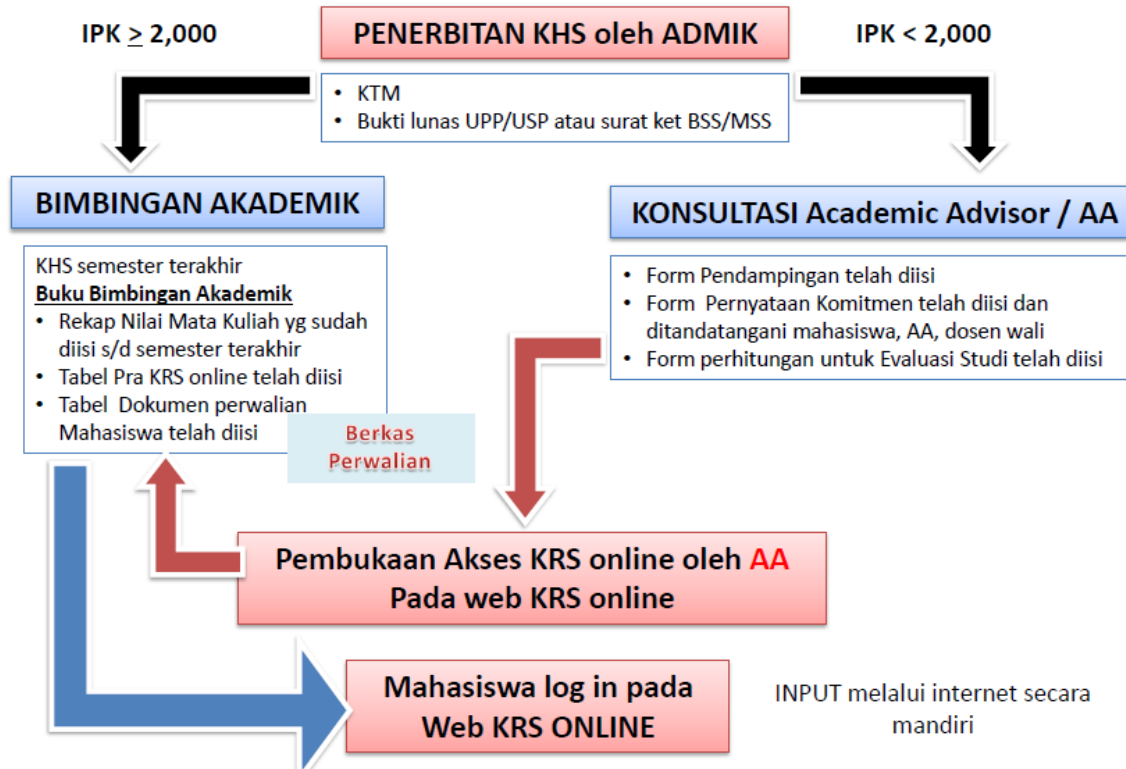 IPK ≥ 2,000
PENERBITAN KHS oleh ADMIK
IPK < 2,000
• KTM
• Bukti lunas UPP/USP atau surat ket BSS/MSS
BIMBINGAN AKADEMIK
KHS semester terakhir
Buku Bimbingan Akademik
• Rekap Nilai Mata Kuliah yg sudah
diisi s/d semester terakhir
• Tabel Pra KRS online telah diisi
• Tabel Dokumen perwalian
Mahasiswa telah diisi
KONSULTASI Academic Advisor / AA
• Form Pendampingan telah diisi
• Form Pernyataan Komitmen telah diisi dan
ditandatangani mahasiswa, AA, dosen wali
• Form perhitungan untuk Evaluasi Studi telah diisi
Berkas
Perwalian
Pembukaan Akses KRS online oleh AA
Pada web KRS online
Mahasiswa log in pada
Web KRS ONLINE
INPUT melalui internet secara
mandiri